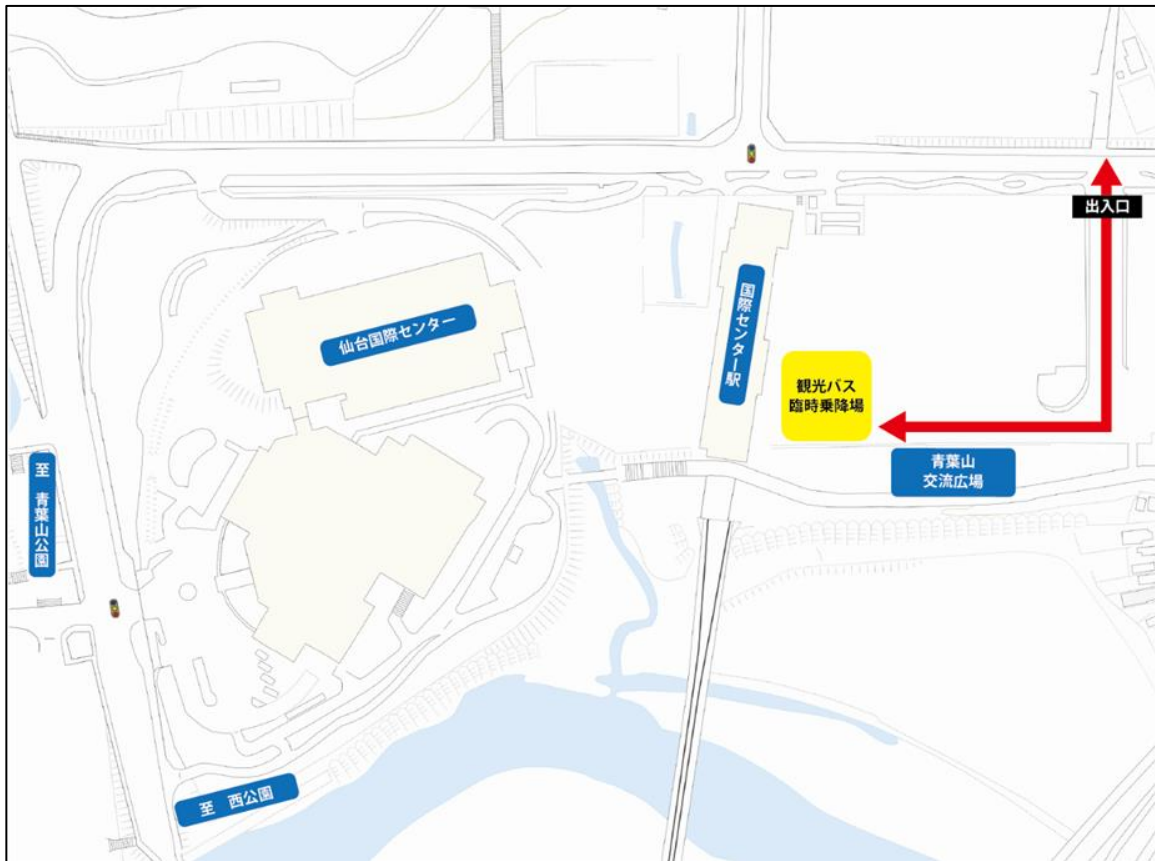 出入口
仙台国際センター
国際センター駅
観光バス
臨時乗降場
青葉山
交流広場
至 青葉山公園
至 西公園